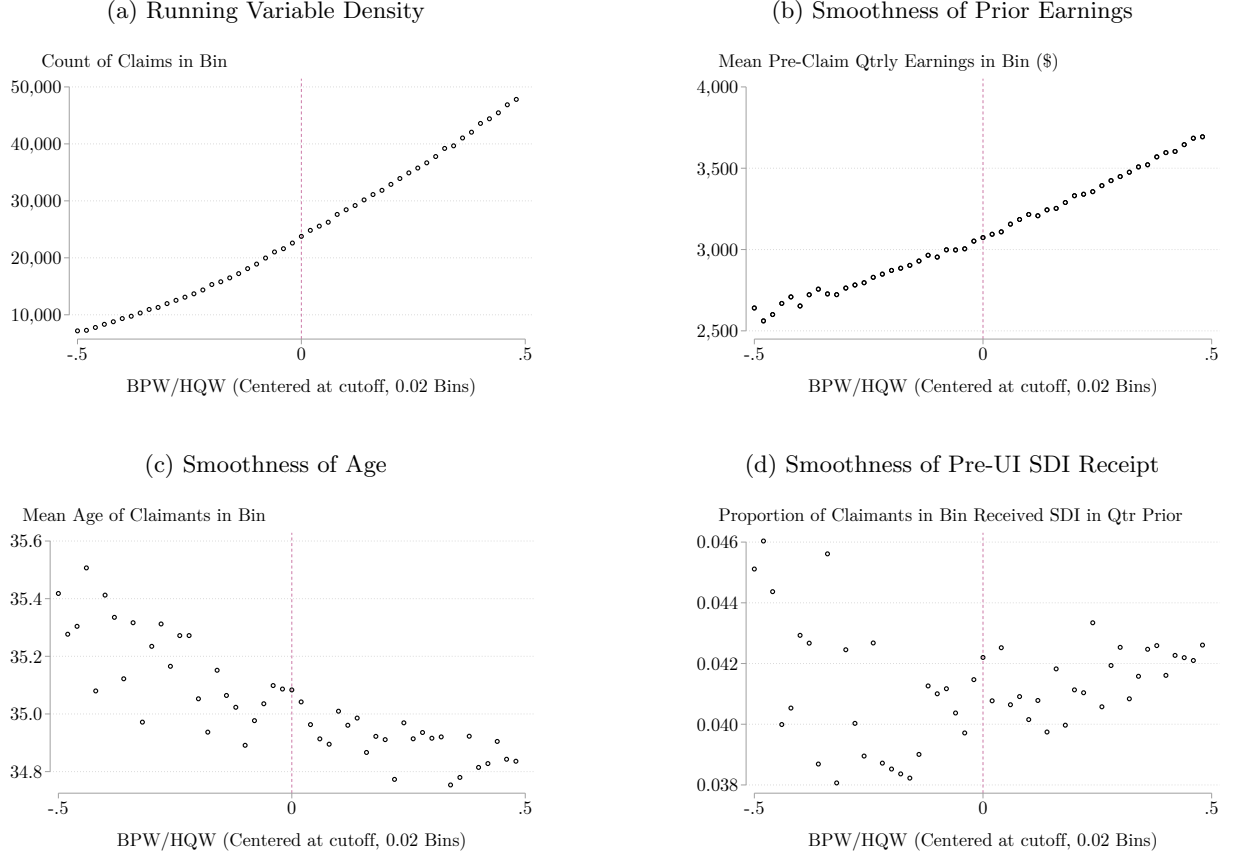 (a) Running Variable Density
Count of Claims in Bin
50,000
40,000
30,000
20,000
10,000
-.5 0 .5
BPW/HQW (Centered at cutoff, 0.02 Bins)
(b) Smoothness of Prior Earnings
Mean Pre-Claim Qtrly Earnings in Bin ($)
4,000
3,500
3,000
2,500
-.5 0 .5
BPW/HQW (Centered at cutoff, 0.02 Bins)
(c) Smoothness of Age
Mean Age of Claimants in Bin
35.6
35.4
35.2
35.0
34.8
-.5 0 .5
BPW/HQW (Centered at cutoff, 0.02 Bins)
(d) Smoothness of Pre-UI SDI Receipt
Proportion of Claimants in Bin Received SDI in Qtr Prior
0.046
0.044
0.042
0.040
0.038
-.5 0 .5
BPW/HQW (Centered at cutoff, 0.02 Bins)